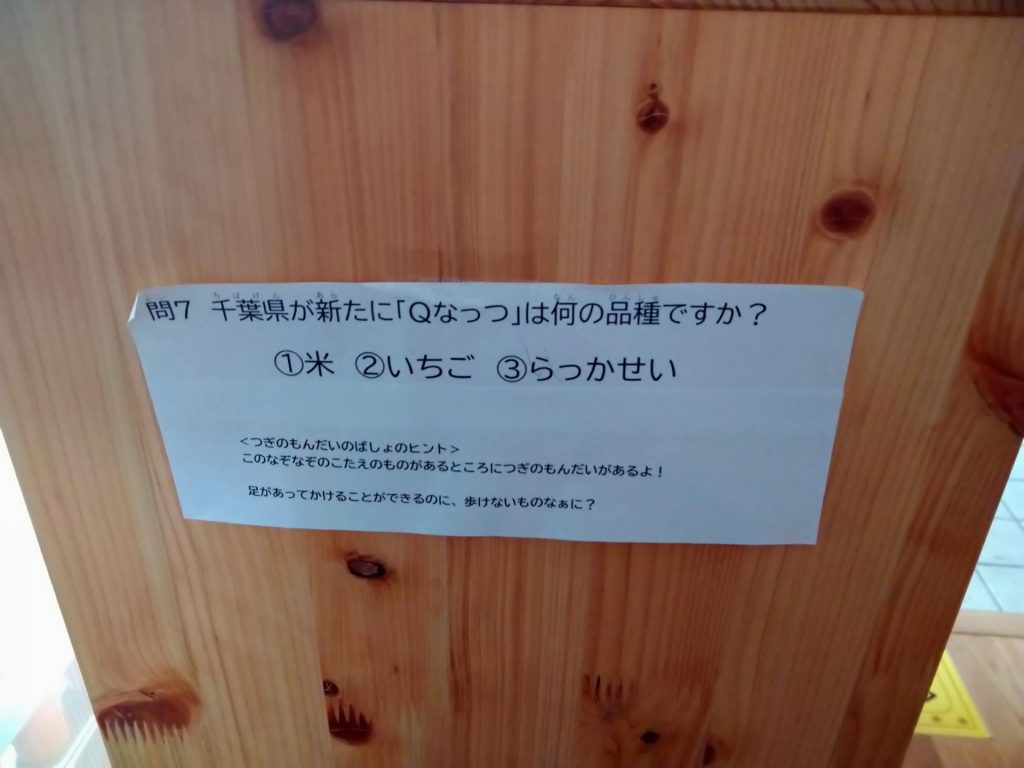 問7 千葉県が新たに「Qなっつ」は何の品種ですか？
①米 ②いちご ③らっかせい
＜つぎのもんだいのばしょのヒント＞
このなぞなぞのこたえのものがあるところにつぎのもんだいがあるよ！
足があってかけることができるのに、歩けないものなぁに？